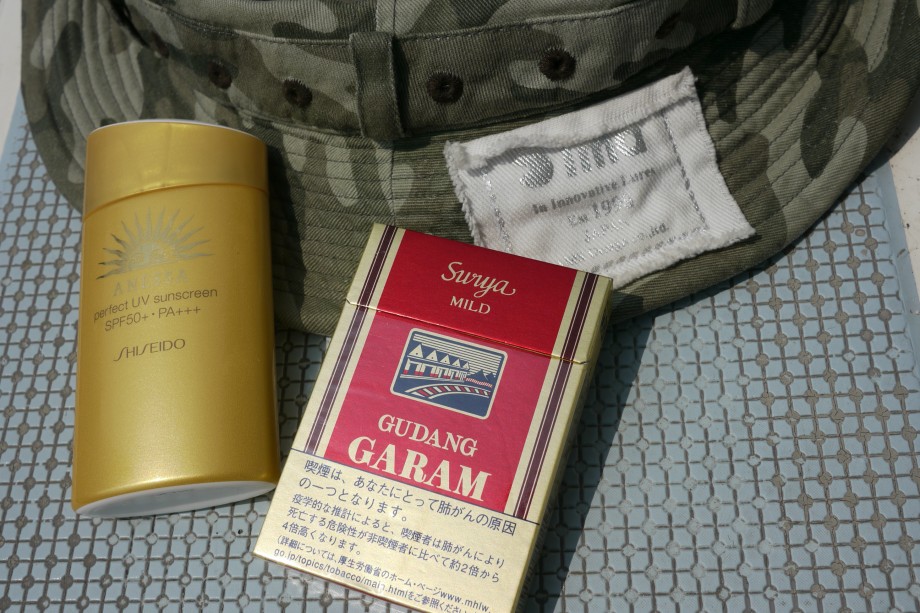 In Innovative Lures
ANESSA
perfect UV sunscreen
SPF50+・PA+++
SHISEIDO
Surya
MILD
GUDANG
GARAM
喫煙は、あなたにとって肺がんの原因
の一つとなります。
疫学的な推計によると、喫煙者は肺がんにより
死亡する危険性が非喫煙者に比べて約2倍から
4倍高くなります。
(詳細については、厚生労働省のホーム・ページwww.mhlw.
go.jp/topics/tobacco/main.htmlをご参照ください